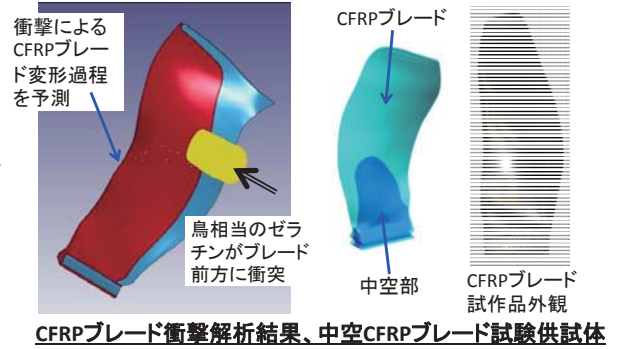 衝撃による
CFRPブレー
ド変形過程
を予測
鳥相当のゼラ
チンがブレード
前方に衝突
CFRPブレード
中空部
CFRPブレード
試作品外観
CFRPブレード衝撃解析結果、中空CFRPブレード試験供試体